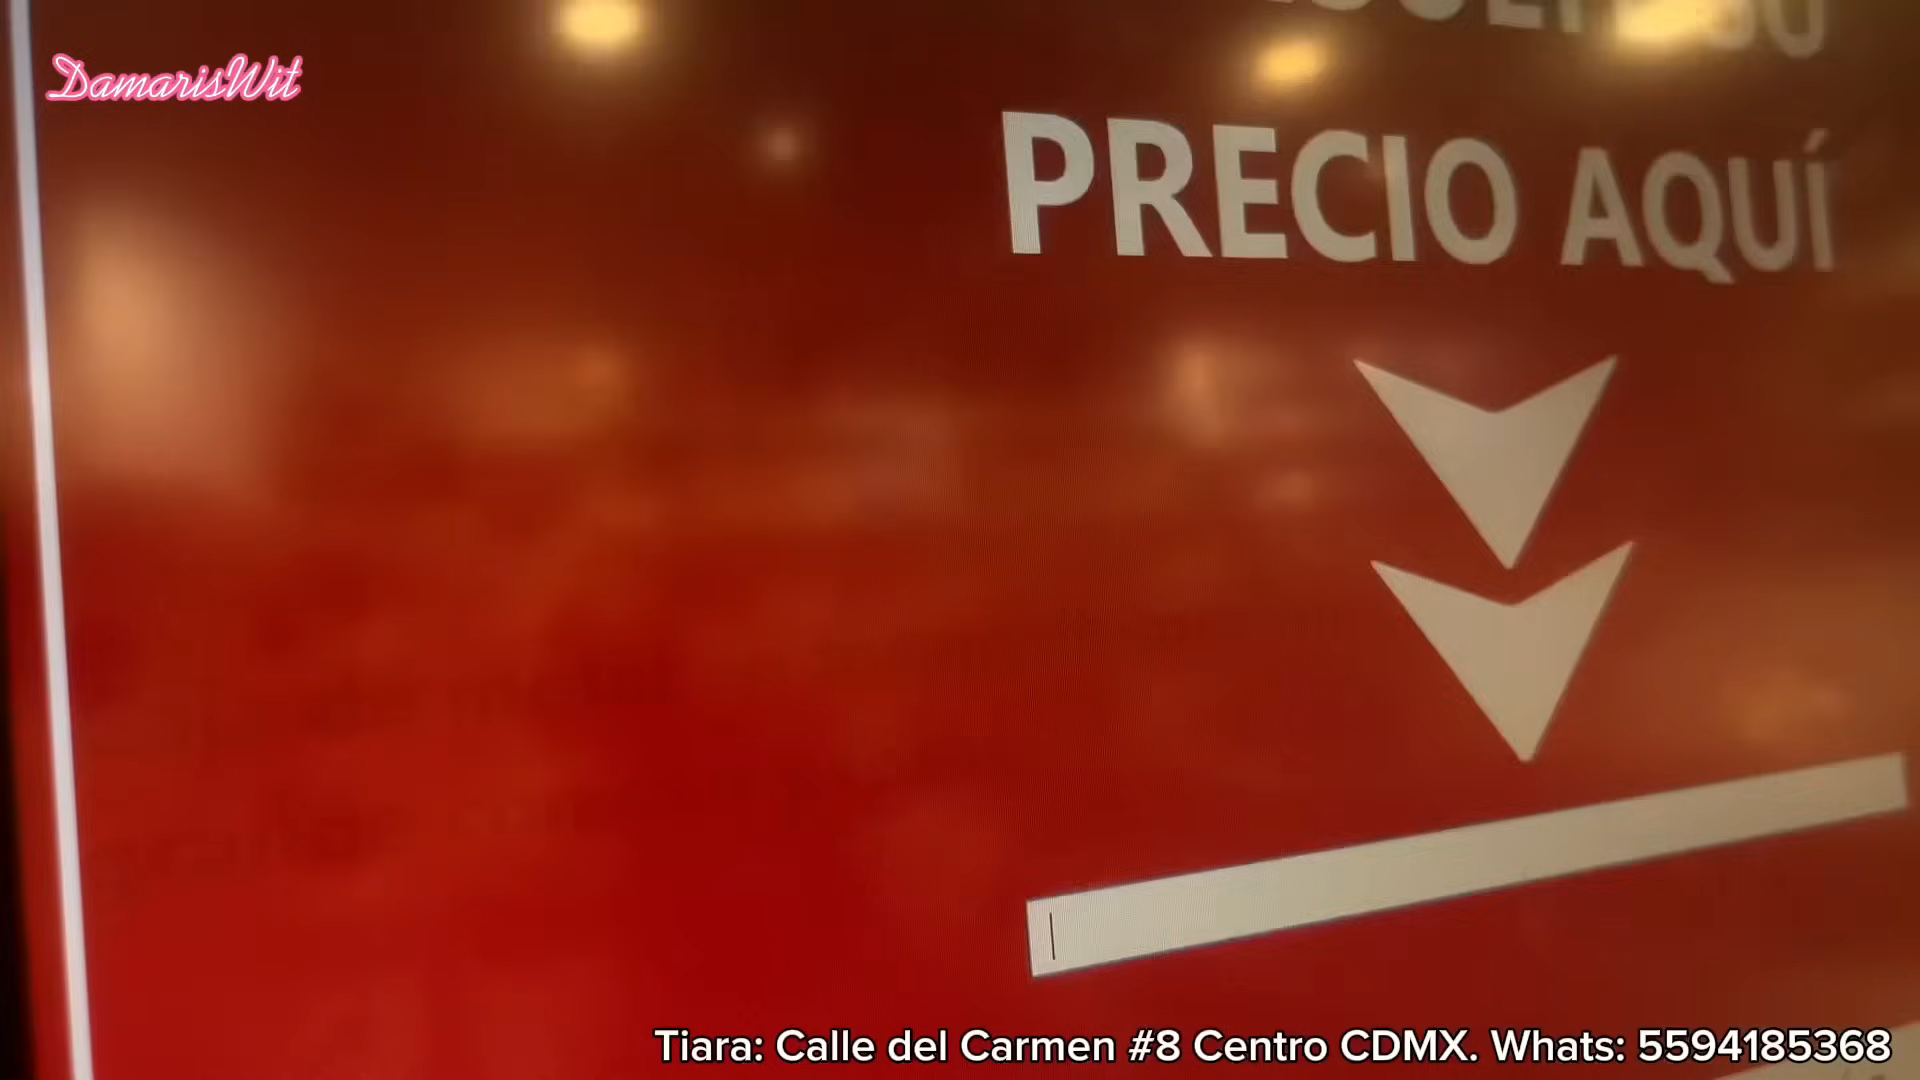 DamarisWit
PRECIO AQUÍ
Tiara: Calle del Carmen #8 Centro CDMX. Whats: 5594185368